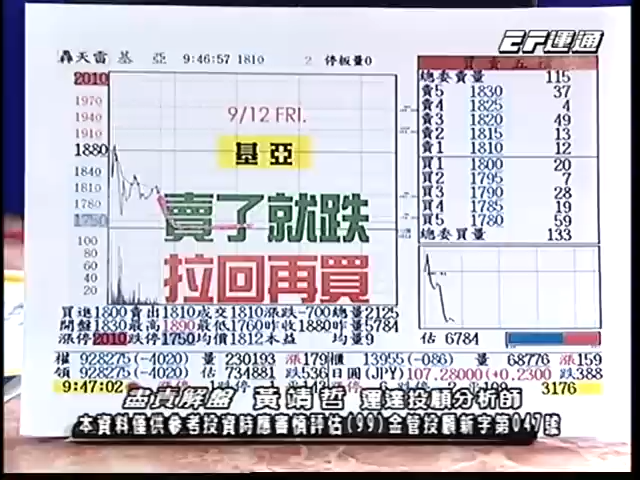 運通
轟天雷 基 亞 9:46:57 1810 2 停板量0
2010
1970
1940
1910
1880
1840
1810
1780
1750
100
80
60
40
20
9/12 FRI.
基亞
賣了就跌
拉回再買
買賣五檔
總委賣量 115
賣5 1830 37
賣4 1825 4
賣3 1820 49
賣2 1815 13
賣1 1810 12
買1 1800 20
買2 1795 7
買3 1790 28
買4 1785 19
買5 1780 59
總委買量 133
估 6784
買進1800賣出1810成交1810漲跌-700總量2125
開盤1830最高1890最低1760昨收1880昨量5784
漲停2010跌停1750均價1812本益 均量9
權 928275(-4020) 量 230193 漲179櫃 13955(-086) 量 68776 漲159
領 928275(-4020) 估 734881 跌536日圓(JPY)107.28000(+0.2300 跌388
9:47:02 3176
盅貫解盤 黃靖哲 運達投顧分析師
本資料僅供參考投資時應審慎評估(99)金管投顧新字第047號